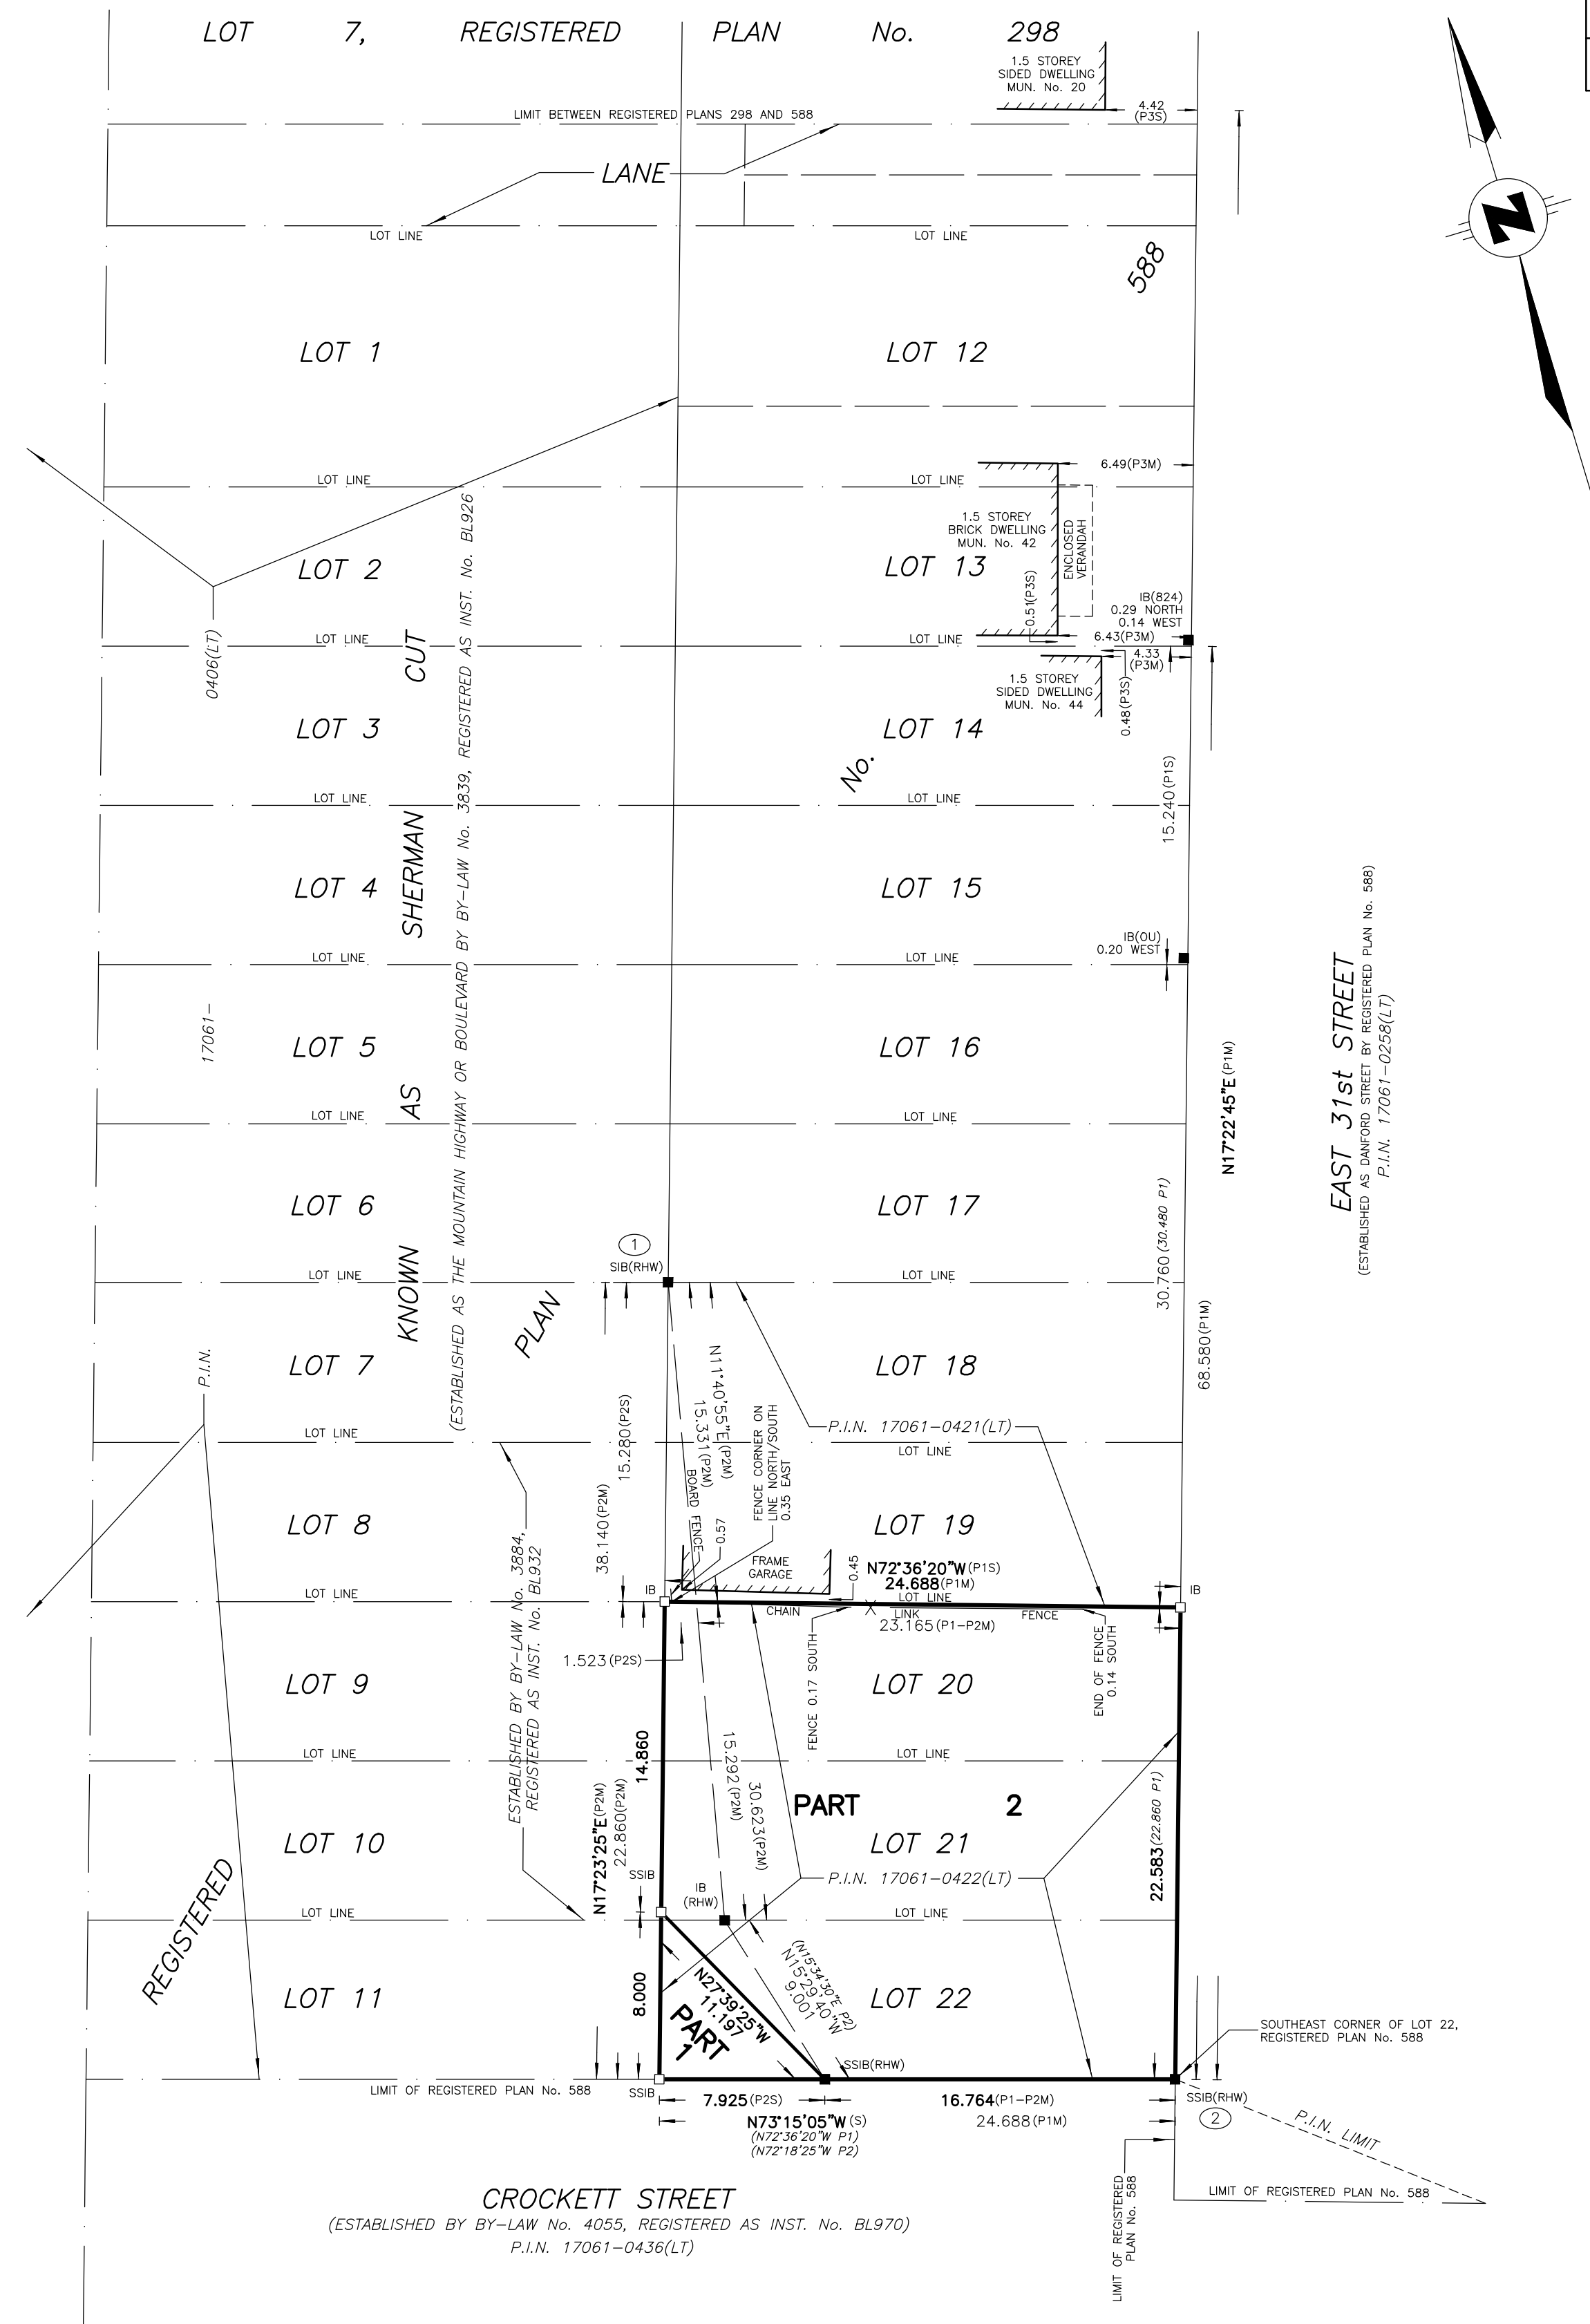 LOT 7, REGISTERED PLAN No. 298
1.5 STOREY
SIDED DWELLING
MUN. No. 20
4.42
(P3S)
LIMIT BETWEEN REGISTERED PLANS 298 AND 588
LANE
LOT LINE
LOT LINE
N
588
LOT 1
LOT 12
LOT LINE
LOT LINE
6.49(P3M)
1.5 STOREY
BRICK DWELLING
MUN. No. 42
ENCLOSED
VERANDAH
LOT 2
LOT 13
0.51(P3S)
IB(824)
0.29 NORTH
0.14 WEST
6.43(P3M)
4.33
(P3M)
LOT LINE
LOT LINE
0406(LT)
CUT
1.5 STOREY
SIDED DWELLING
MUN. No. 44
0.48(P3S)
LOT 3
LOT 14
No.
15.240(P1S)
LOT LINE
LOT LINE
SHERMAN
(ESTABLISHED AS THE MOUNTAIN HIGHWAY OR BOULEVARD BY BY-LAW No. 3839, REGISTERED AS INST. No. BL926
LOT 4
LOT 15
IB(OU)
0.20 WEST
LOT LINE
LOT LINE
EAST 31st STREET
(ESTABLISHED AS DANFORD STREET BY REGISTERED PLAN No. 588)
P.I.N. 17061-0258(LT)
17061-
LOT 5
LOT 16
N17°22'45"E(P1M)
AS
LOT LINE
LOT LINE
LOT 6
LOT 17
30.760(30.480 P1)
1
SIB(RHW)
LOT LINE
LOT LINE
KNOWN
PLAN
68.580(P1M)
P.I.N.
LOT 7
LOT 18
N11°40'55"E(P2M)
15.331(P2M)
15.280(P2S)
38.140(P2M)
BOARD FENCE
FENCE CORNER ON
LINE NORTH/SOUTH
0.35 EAST
P.I.N. 17061-0421(LT)
LOT LINE
LOT LINE
LOT 8
LOT 19
0.57
FRAME
GARAGE
0.45
N72°36'20"W(P1S)
24.688(P1M)
LOT LINE
LOT LINE
IB
IB
CHAIN LINK FENCE
23.165(P1-P2M)
1.523(P2S)
FENCE 0.17 SOUTH
END OF FENCE
0.14 SOUTH
ESTABLISHED BY BY-LAW No. 3884,
REGISTERED AS INST. No. BL932
LOT 9
LOT 20
14.860
15.292(P2M)
30.623(P2M)
LOT LINE
LOT LINE
PART 2
N17°23'25"E(P2M)
22.860(P2M)
22.583(22.860 P1)
LOT 10
LOT 21
P.I.N. 17061-0422(LT)
SSIB
IB
(RHW)
LOT LINE
LOT LINE
REGISTERED
LOT 11
LOT 22
8.000
N27°39'25"W
11.197
PART
1
(N15°34'30"E P2)
N15°29'40"W
9.001
SSIB(RHW)
SOUTHEAST CORNER OF LOT 22,
REGISTERED PLAN No. 588
LIMIT OF REGISTERED PLAN No. 588
SSIB
7.925(P2S)
16.764(P1-P2M)
SSIB(RHW)
2
N73°15'05"W(S)
24.688(P1M)
(N72°36'20"W P1)
(N72°18'25"W P2)
P.I.N. LIMIT
LIMIT OF REGISTERED PLAN No. 588
LIMIT OF REGISTERED
PLAN No. 588
CROCKETT STREET
(ESTABLISHED BY BY-LAW No. 4055, REGISTERED AS INST. No. BL970)
P.I.N. 17061-0436(LT)